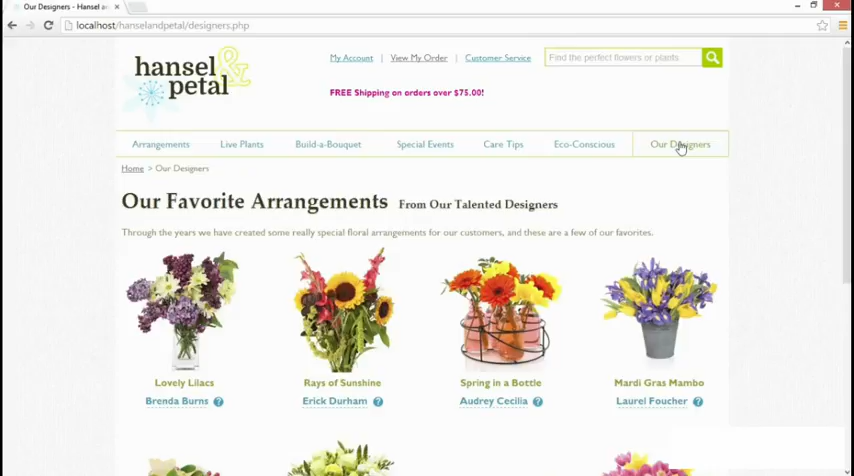 Our Designers - Hansel an
localhost/hanselandpetal/designers.php
hansel & petal
My Account | View My Order | Customer Service
Find the perfect flowers or plants
FREE Shipping on orders over $75.00!
Arrangements Live Plants Build-a-Bouquet Special Events Care Tips Eco-Conscious Our Designers
Home > Our Designers
Our Favorite Arrangements From Our Talented Designers
Through the years we have created some really special floral arrangements for our customers, and these are a few of our favorites.
Lovely Lilacs Rays of Sunshine Spring in a Bottle Mardi Gras Mambo
Brenda Burns ? Erick Durham ? Audrey Cecilia ? Laurel Foucher ?